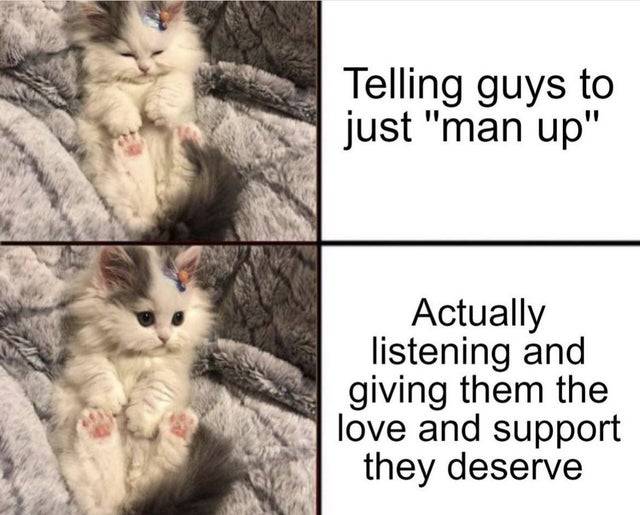 Telling guys to
just "man up"
Actually
listening and
giving them the
love and support
they deserve